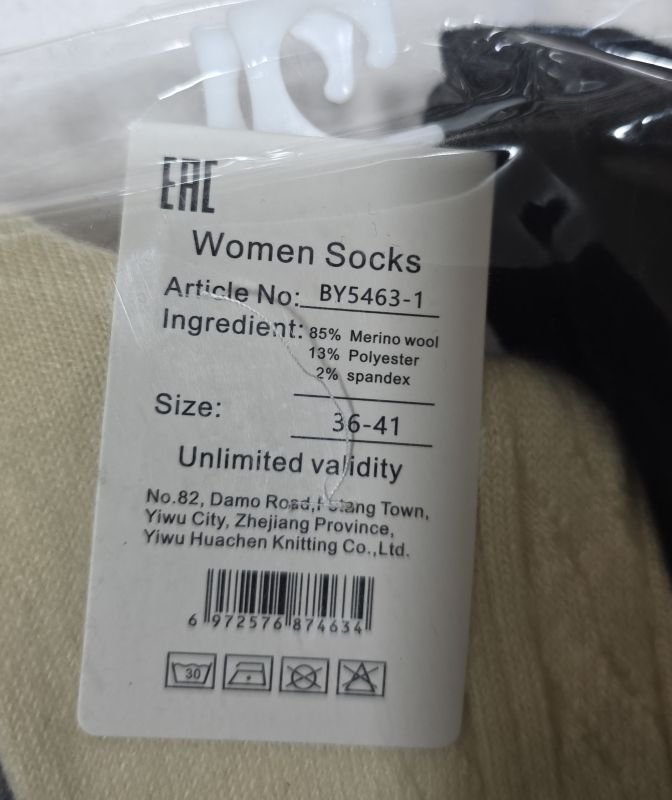 EAC
Women Socks
Article No: BY5463-1
Ingredient: 85% Merino wool
13% Polyester
2% spandex
Size: 36-41
Unlimited validity
No.82, Damo Road, Town,
Yiwu City, Zhejiang Province,
Yiwu Huachen Knitting Co.,Ltd.
6 972576 874634
30